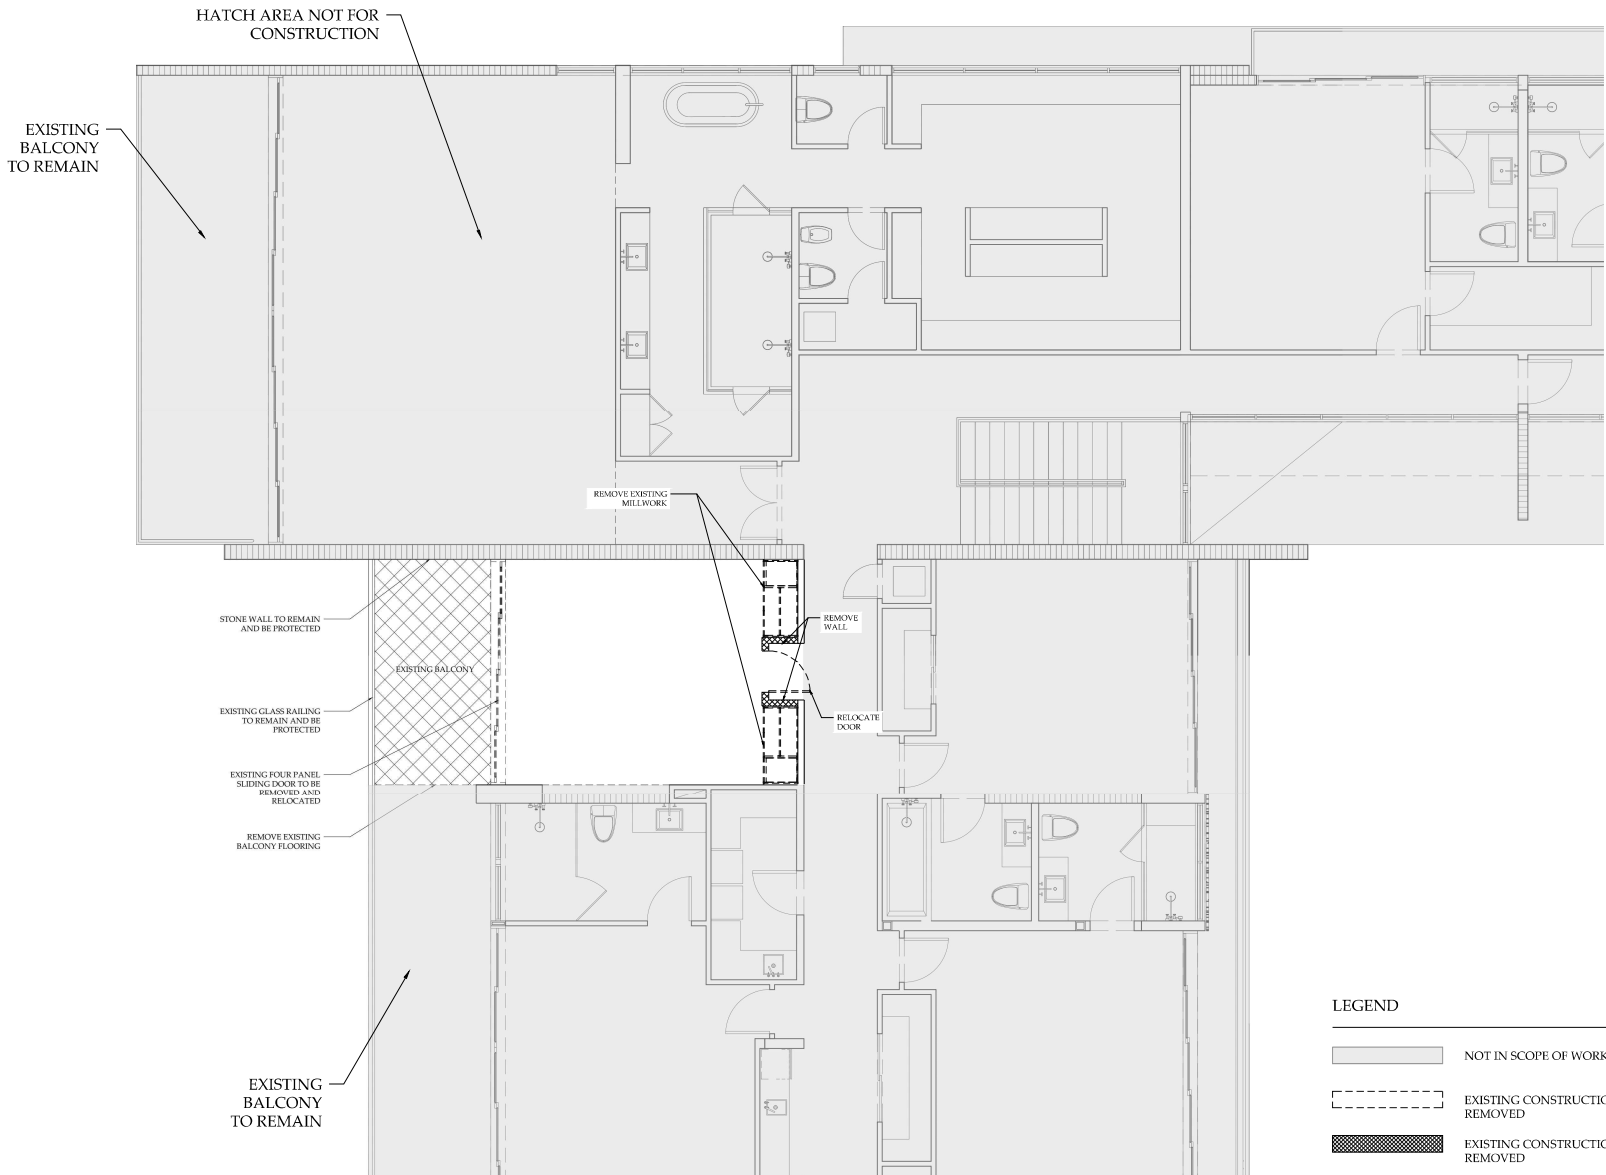 HATCH AREA NOT FOR
CONSTRUCTION
EXISTING
BALCONY
TO REMAIN
REMOVE EXISTING
MILLWORK
STONE WALL TO REMAIN
AND BE PROTECTED
REMOVE
WALL
EXISTING BALCONY
EXISTING GLASS RAILING
TO REMAIN AND BE
PROTECTED
RELOCATE
DOOR
EXISTING FOUR PANEL
SLIDING DOOR TO BE
REMOVED AND
RELOCATED
REMOVE EXISTING
BALCONY FLOORING
EXISTING
BALCONY
TO REMAIN
LEGEND
NOT IN SCOPE OF WORK
EXISTING CONSTRUCTIO
REMOVED
EXISTING CONSTRUCTIO
REMOVED